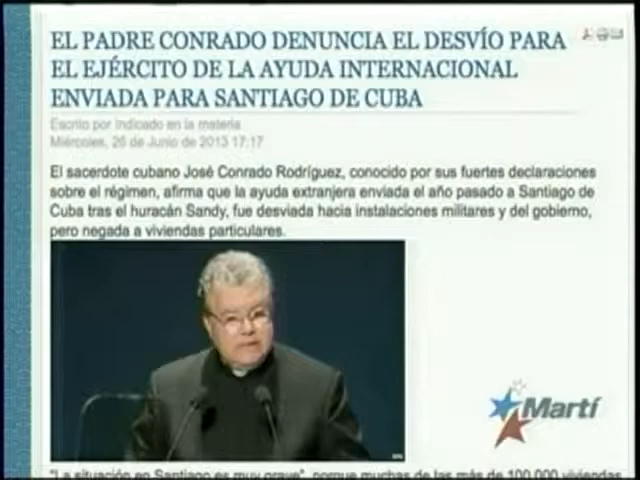 EL PADRE CONRADO DENUNCIA EL DESVÍO PARA
EL EJÉRCITO DE LA AYUDA INTERNACIONAL
ENVIADA PARA SANTIAGO DE CUBA
Escrito por Indicado en la materia
Miércoles, 26 de Junio de 2013 17:17
El sacerdote cubano José Conrado Rodríguez, conocido por sus fuertes declaraciones
sobre el régimen, afirma que la ayuda extranjera enviada el año pasado a Santiago de
Cuba tras el huracán Sandy, fue desviada hacia instalaciones militares y del gobierno,
pero negada a viviendas particulares.
Martí
"La situación en Santiago es muy grave", porque muchas de las más de 100.000 viviendas